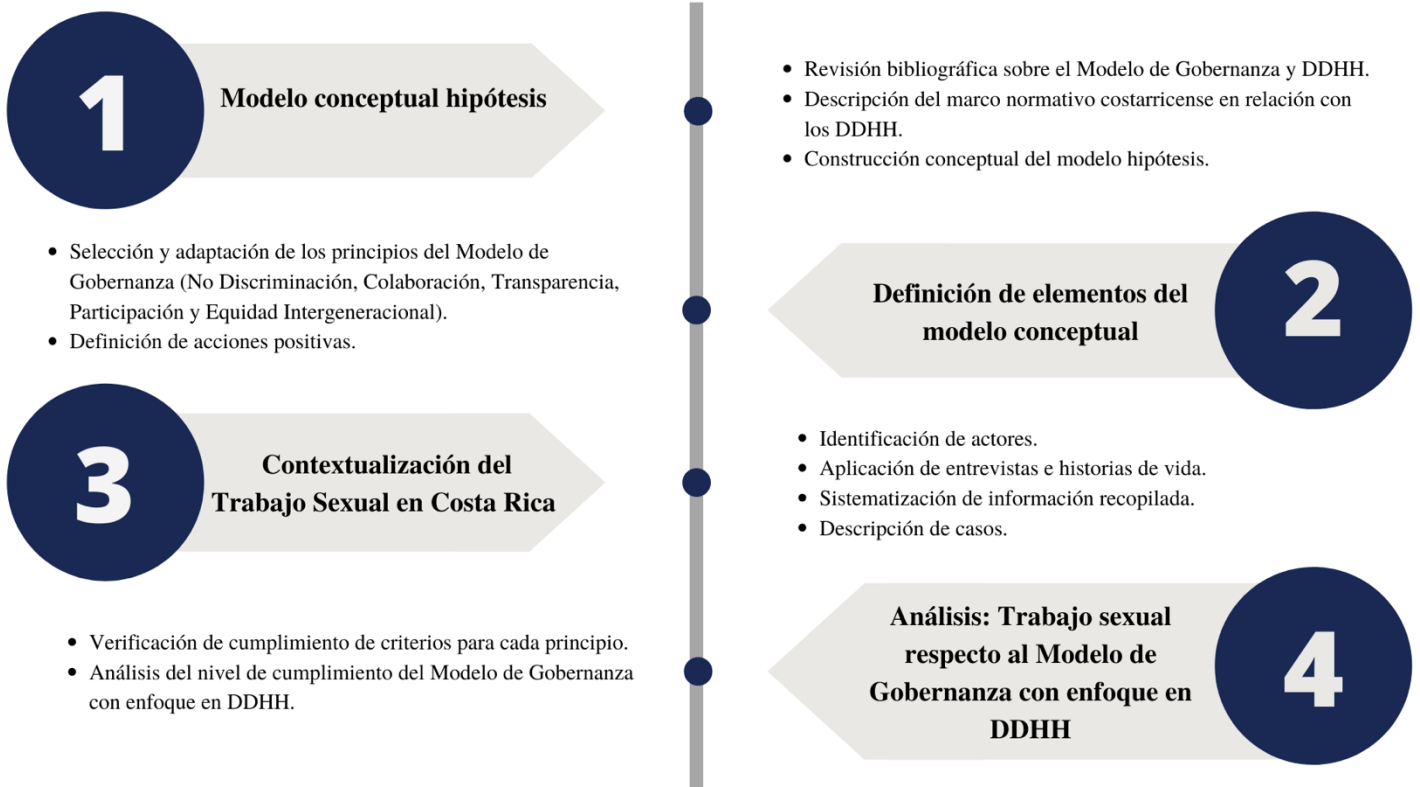 1
Modelo conceptual hipótesis
• Revisión bibliográfica sobre el Modelo de Gobernanza y DDHH.
• Descripción del marco normativo costarricense en relación con
los DDHH.
• Construcción conceptual del modelo hipótesis.
2
Definición de elementos del
modelo conceptual
• Selección y adaptación de los principios del Modelo de
Gobernanza (No Discriminación, Colaboración, Transparencia,
Participación y Equidad Intergeneracional).
• Definición de acciones positivas.
3
Contextualización del
Trabajo Sexual en Costa Rica
• Identificación de actores.
• Aplicación de entrevistas e historias de vida.
• Sistematización de información recopilada.
• Descripción de casos.
4
Análisis: Trabajo sexual
respecto al Modelo de
Gobernanza con enfoque en
DDHH
• Verificación de cumplimiento de criterios para cada principio.
• Análisis del nivel de cumplimiento del Modelo de Gobernanza
con enfoque en DDHH.